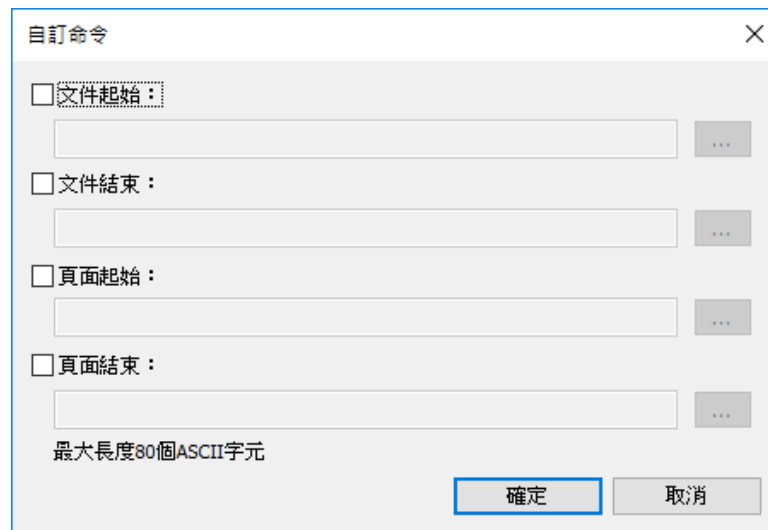 自訂命令
文件起始：
...
文件結束：
...
頁面起始：
...
頁面結束：
...
最大長度80個ASCII字元
確定 取消